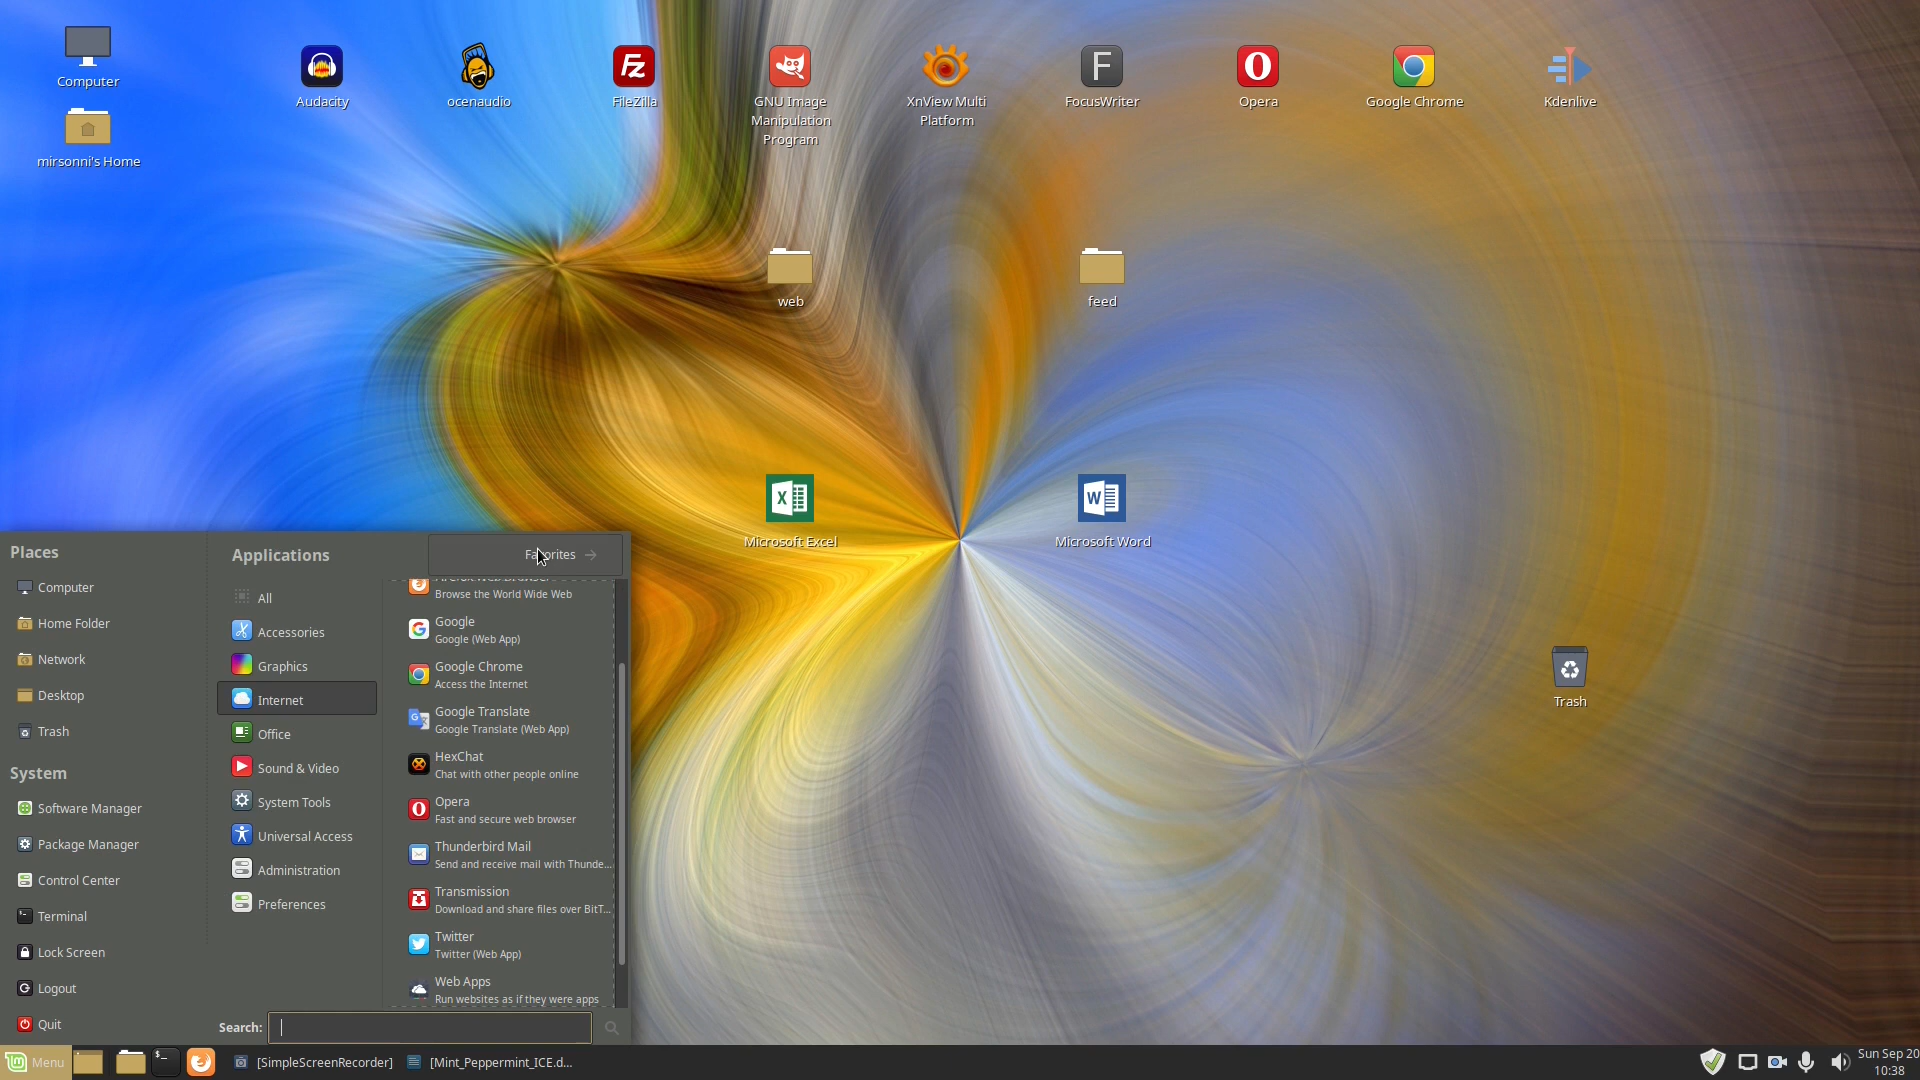 Computer
mirsonni's Home
Audacity
ocenaudio
FileZilla
GNU Image
Manipulation
Program
XnView Multi
Platform
FocusWriter
Opera
Google Chrome
Kdenlive
web
feed
Microsoft Excel
Microsoft Word
Trash
Places
Computer
Home Folder
Network
Desktop
Trash
System
Software Manager
Package Manager
Control Center
Terminal
Lock Screen
Logout
Quit
Applications
All
Accessories
Graphics
Internet
Office
Sound & Video
System Tools
Universal Access
Administration
Preferences
Favorites
Browse the World Wide Web
Google
Google (Web App)
Google Chrome
Access the Internet
Google Translate
Google Translate (Web App)
HexChat
Chat with other people online
Opera
Fast and secure web browser
Thunderbird Mail
Send and receive mail with Thunde...
Transmission
Download and share files over BitT...
Twitter
Twitter (Web App)
Web Apps
Run websites as if they were apps
Search:
Menu
[SimpleScreenRecorder]
[Mint_Peppermint_ICE.d...
Sun Sep 20
10:38